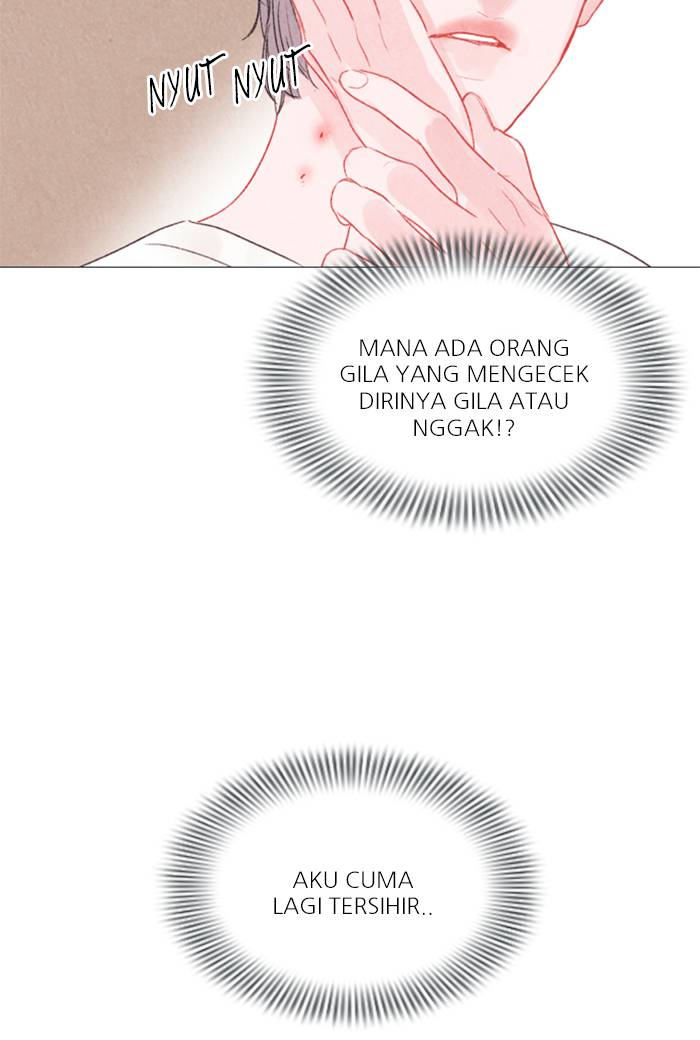 NYUT NYUT
MANA ADA ORANG
GILA YANG MENGECEK
DIRINYA GILA ATAU
NGGAK!?
AKU CUMA
LAGI TERSIHIR..